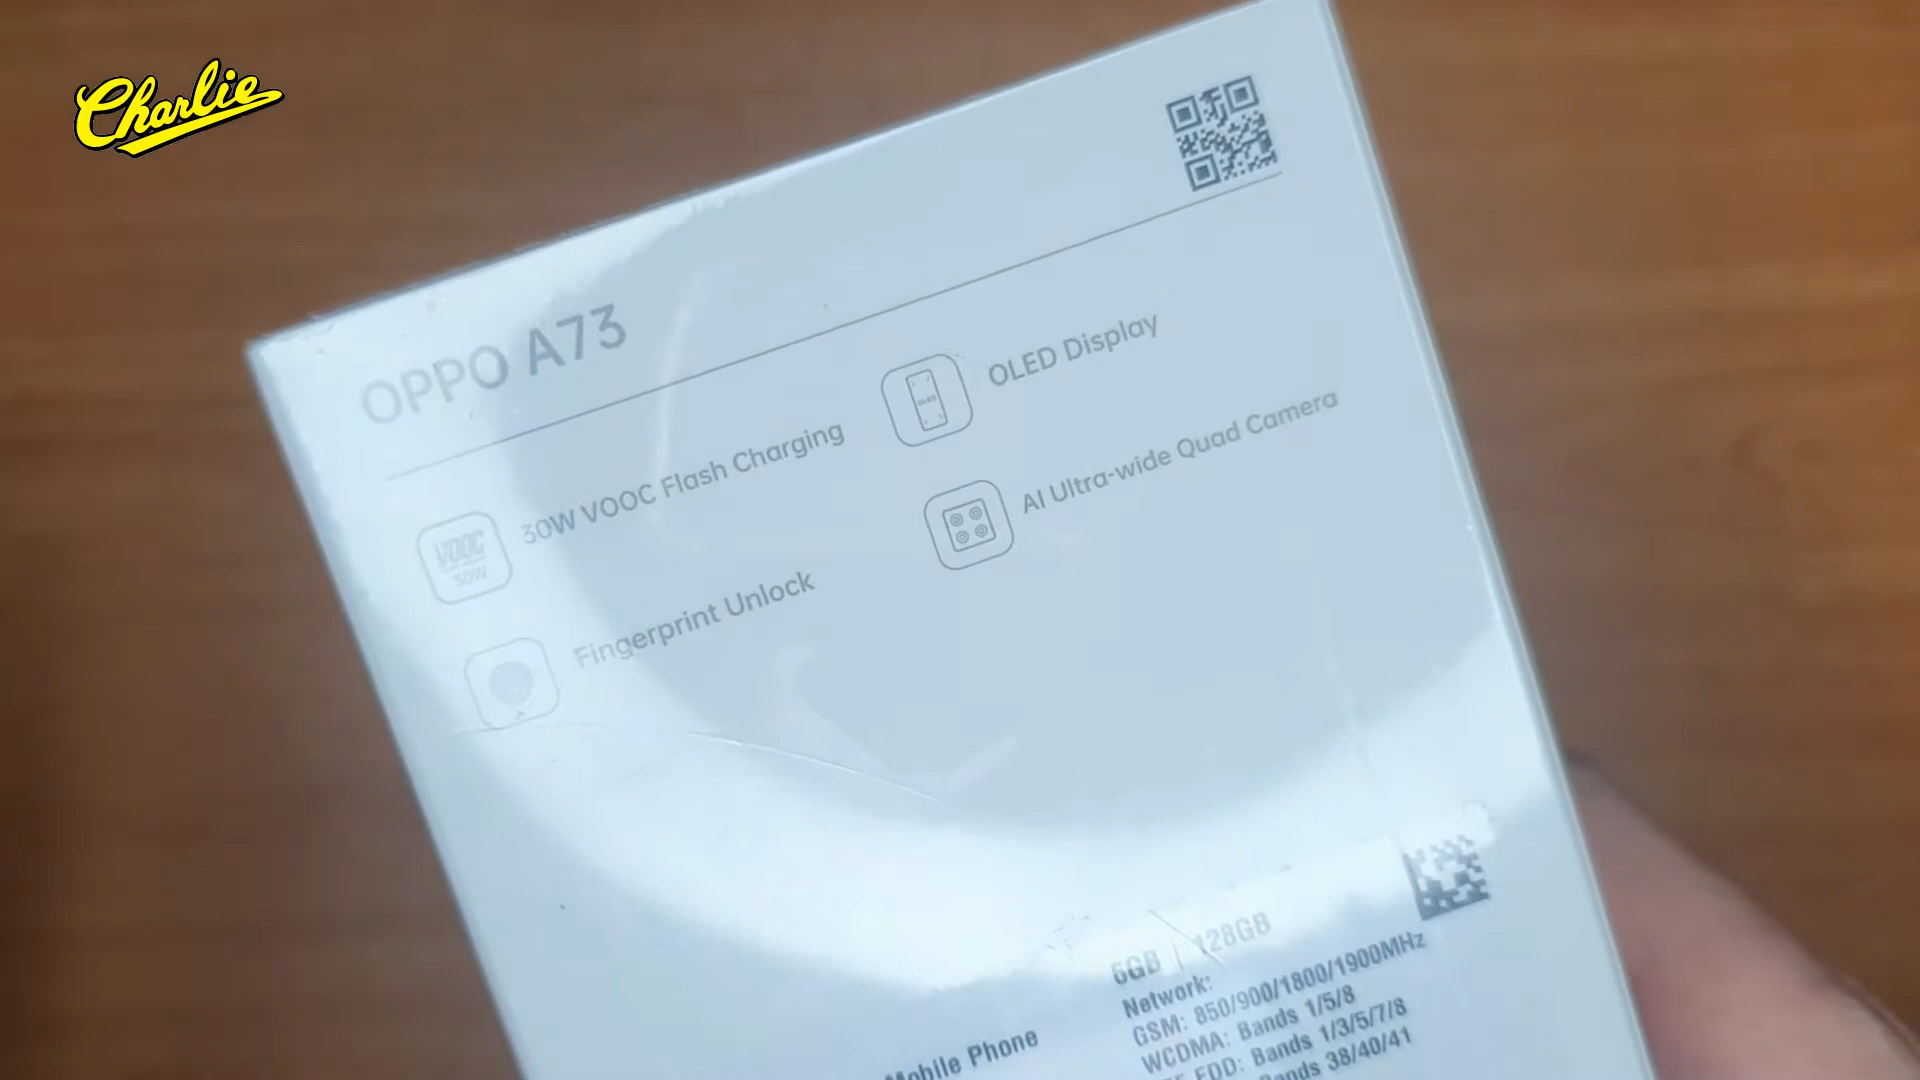 Charlie
OPPO A73
VOOC
30W
30W VOOC Flash Charging
OLED
OLED Display
Fingerprint Unlock
AI Ultra-wide Quad Camera
6GB | 128GB
Network:
GSM: 850/900/1800/1900MHz
WCDMA: Bands 1/5/8
FDD: Bands 1/3/5/7/8
Bands 38/40/41
Mobile Phone